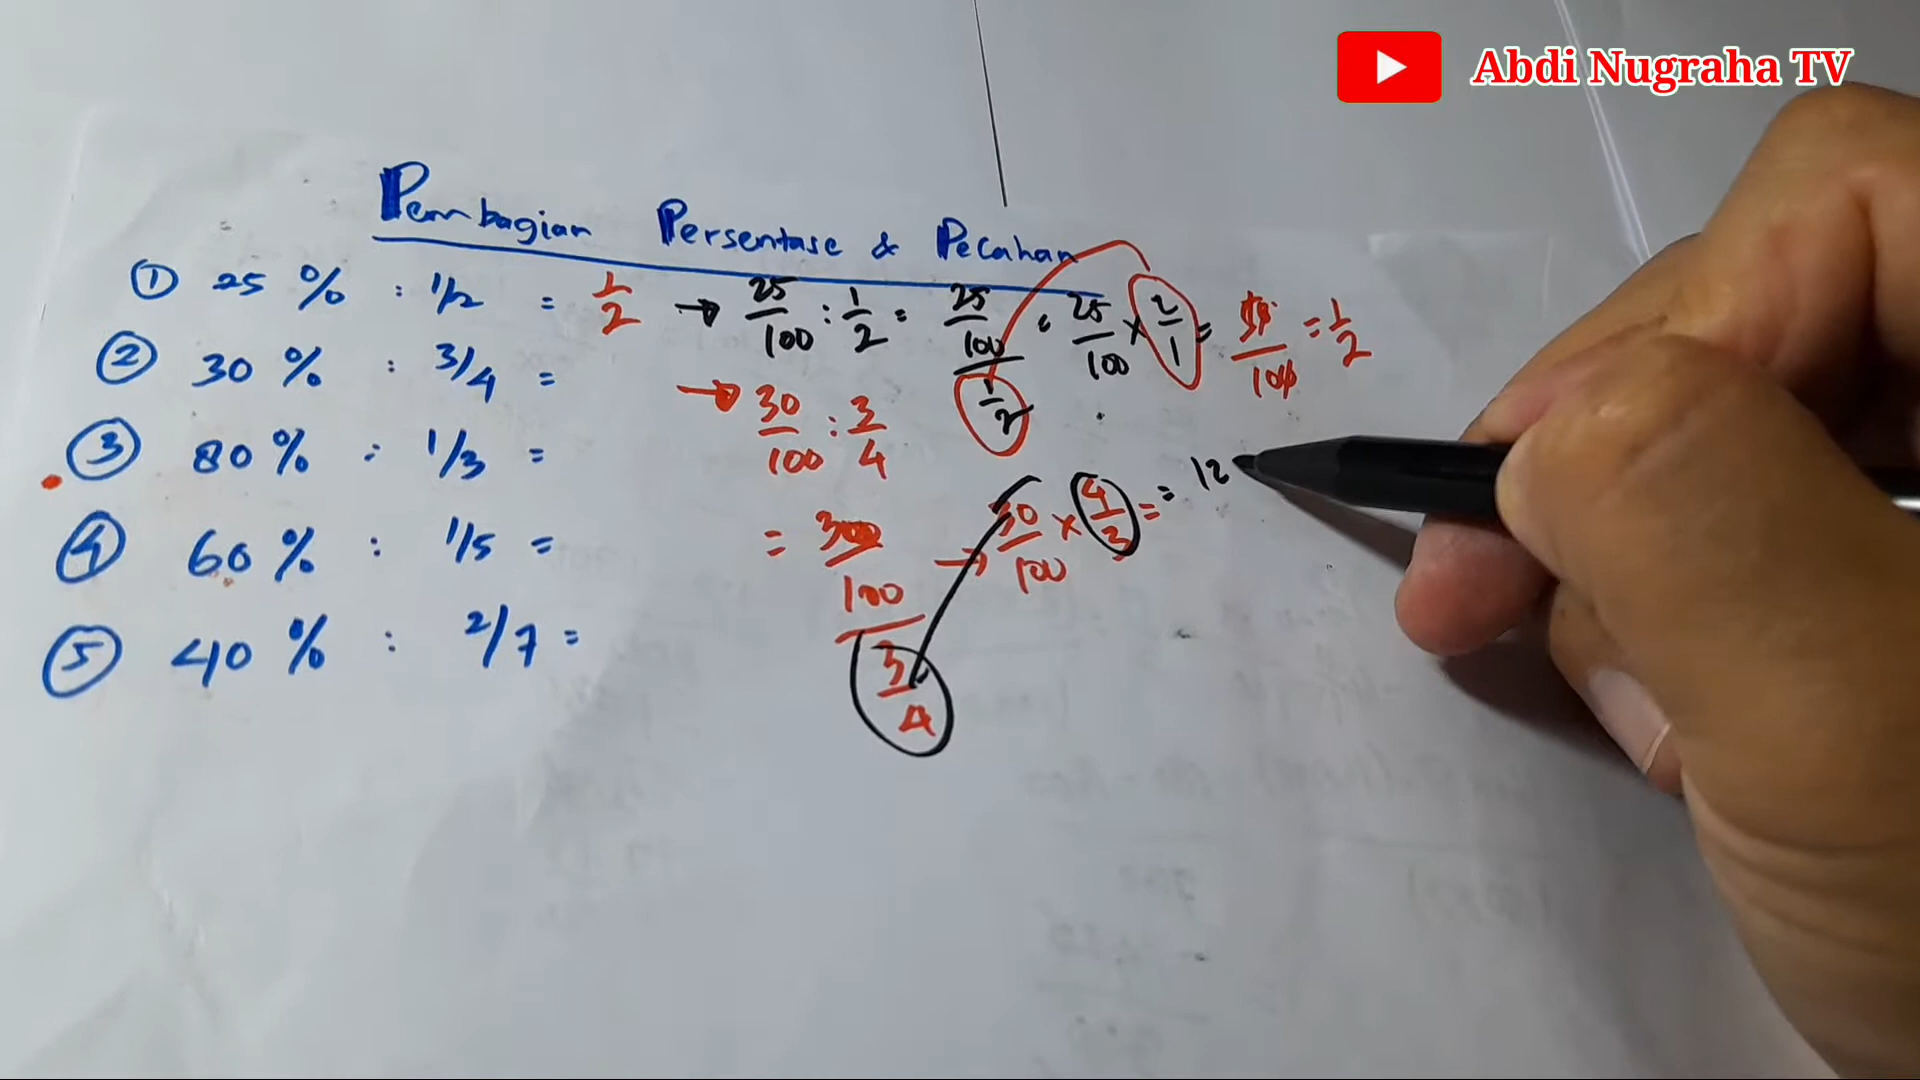 Abdi Nugraha TV
Pembagian Persentase & Pecahan
① 25 % : 1/2 = 1/2 → 25/100 : 1/2 = 25/100 / 1/2 = 25/100 x 2/1 = 50/100 = 1/2
② 30 % : 3/4 = → 30/100 : 3/4
= 30/100 / 3/4 → 30/100 x 4/3 = = 12
③ 80 % : 1/3 =
④ 60 % : 1/5 =
⑤ 40 % : 2/7 =